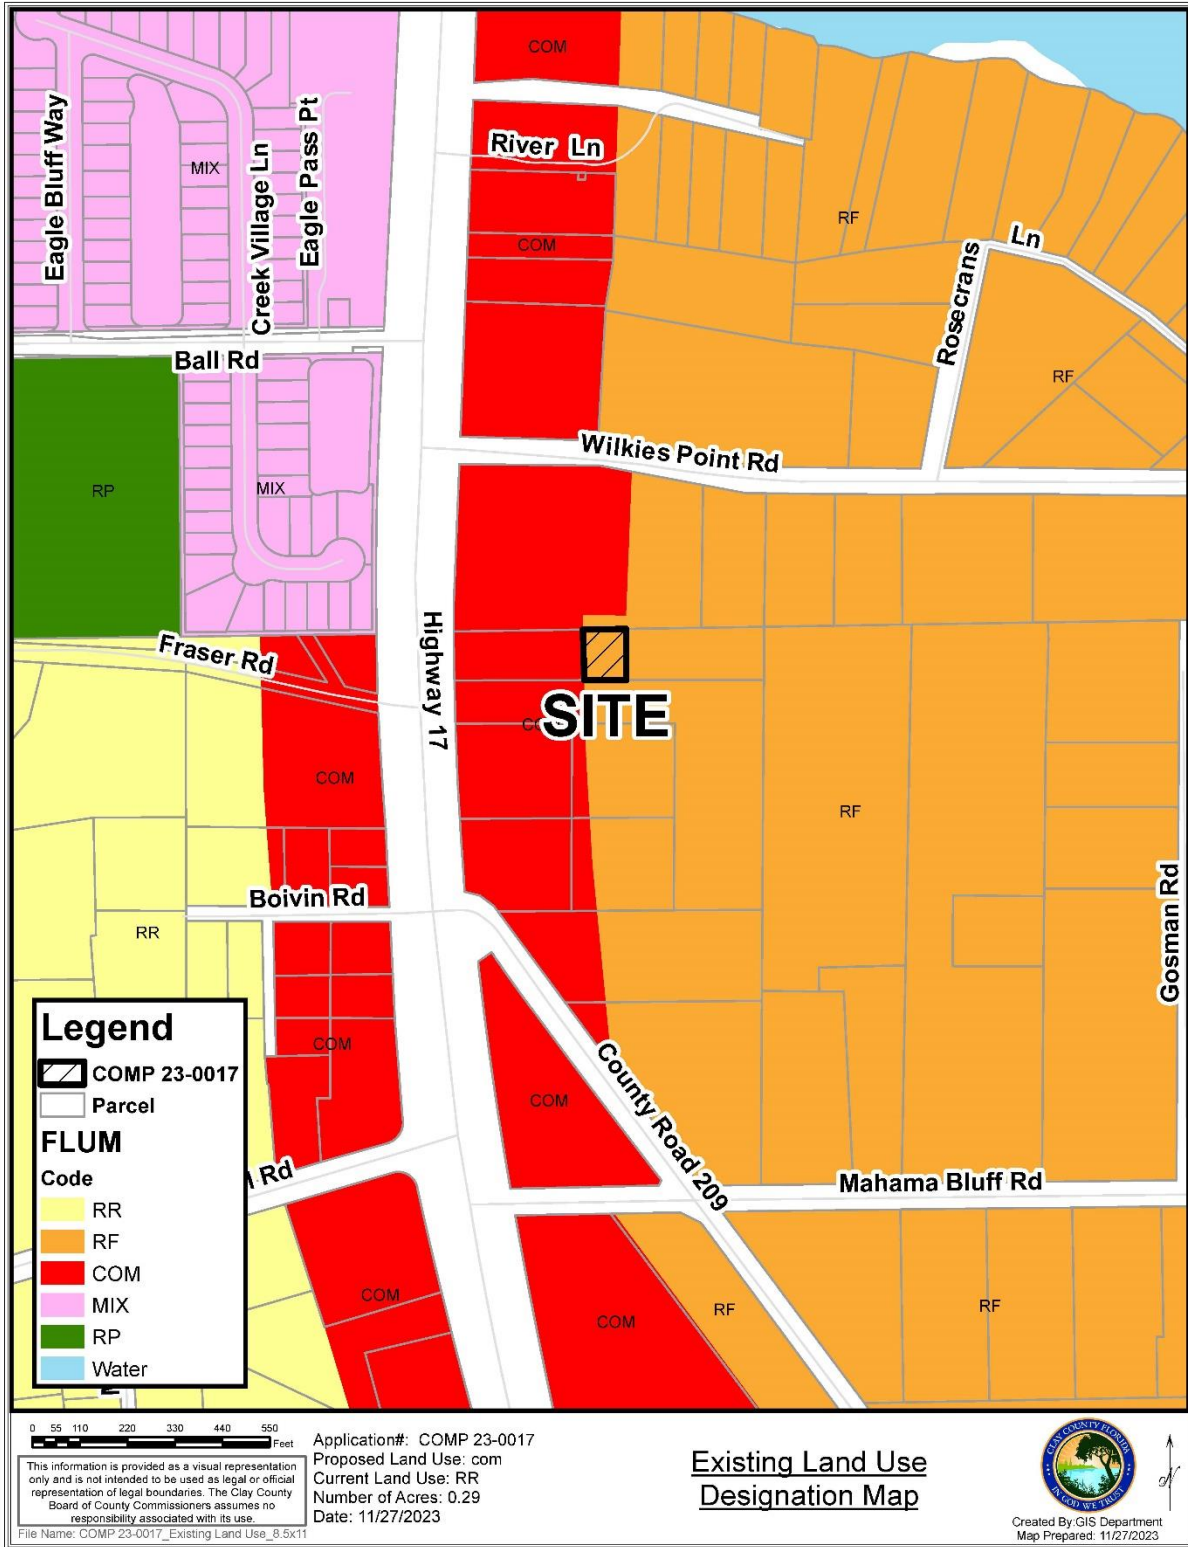 COM
River Ln
MIX
COM
RF
Rosecrans
Ln
RF
Eagle Bluff Way
Creek Village Ln
Eagle Pass Pt
Ball Rd
Wilkies Point Rd
RP
MIX
Highway 17
Fraser Rd
SITE
COM
RF
Boivin Rd
RR
Gosman Rd
COM
County Road 209
COM
Mahama Bluff Rd
Rd
COM
COM
RF
RF
Legend
COMP 23-0017
Parcel
FLUM
Code
RR
RF
COM
MIX
RP
Water
0 55 110 220 330 440 550
Feet
This information is provided as a visual representation
only and is not intended to be used as legal or official
representation of legal boundaries. The Clay County
Board of County Commissioners assumes no
responsibility associated with its use.
File Name: COMP 23-0017_Existing Land Use_8.5x11
Application#: COMP 23-0017
Proposed Land Use: com
Current Land Use: RR
Number of Acres: 0.29
Date: 11/27/2023
Existing Land Use
Designation Map
CLAY COUNTY FLORIDA
IN GOD WE TRUST
N
Created By:GIS Department
Map Prepared: 11/27/2023